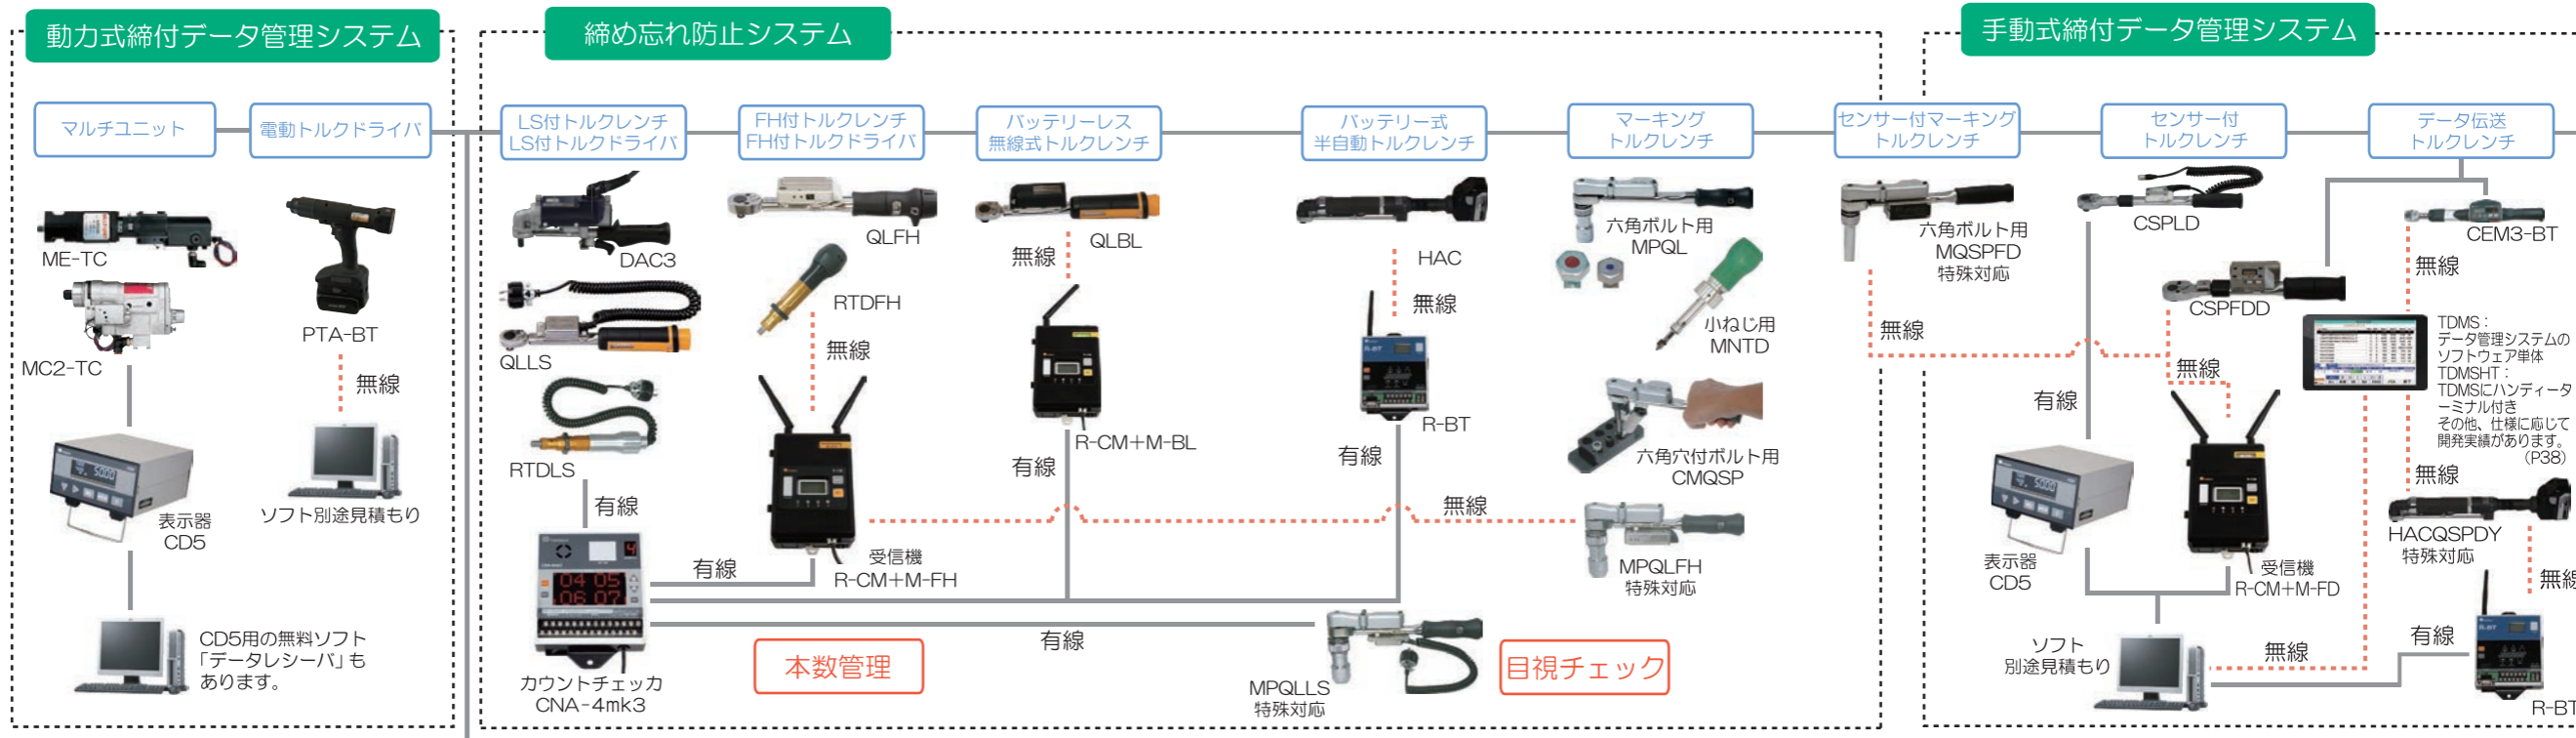 動力式締付データ管理システム
締め忘れ防止システム
手動式締付データ管理システム
マルチユニット
電動トルクドライバ
LS付トルクレンチ
LS付トルクドライバ
FH付トルクレンチ
FH付トルクドライバ
バッテリーレス
無線式トルクレンチ
バッテリー式
半自動トルクレンチ
マーキング
トルクレンチ
センサー付マーキング
トルクレンチ
センサー付
トルクレンチ
データ伝送
トルクレンチ
ME-TC
MC2-TC
表示器
CD5
CD5用の無料ソフト
「データレシーバ」も
あります。
PTA-BT
無線
ソフト別途見積もり
DAC3
QLLS
RTDLS
有線
カウントチェッカ
CNA-4mk3
QLFH
RTDFH
無線
受信機
R-CM+M-FH
有線
QLBL
無線
R-CM+M-BL
有線
HAC
無線
R-BT
有線
六角ボルト用
MPQL
小ねじ用
MNTD
六角穴付ボルト用
CMQSP
無線
MPQLFH
特殊対応
有線
MPQLLS
特殊対応
本数管理
目視チェック
六角ボルト用
MQSPFD
特殊対応
無線
CSPLD
有線
表示器
CD5
CSPFDD
無線
受信機
R-CM+M-FD
ソフト
別途見積もり
CEM3-BT
無線
TDMS：
データ管理システムの
ソフトウェア単体
TDMSHT：
TDMSにハンディータ
ーミナル付き
その他、仕様に応じて
開発実績があります。
（P38）
無線
HACQSPDY
特殊対応
無線
無線
有線
R-BT